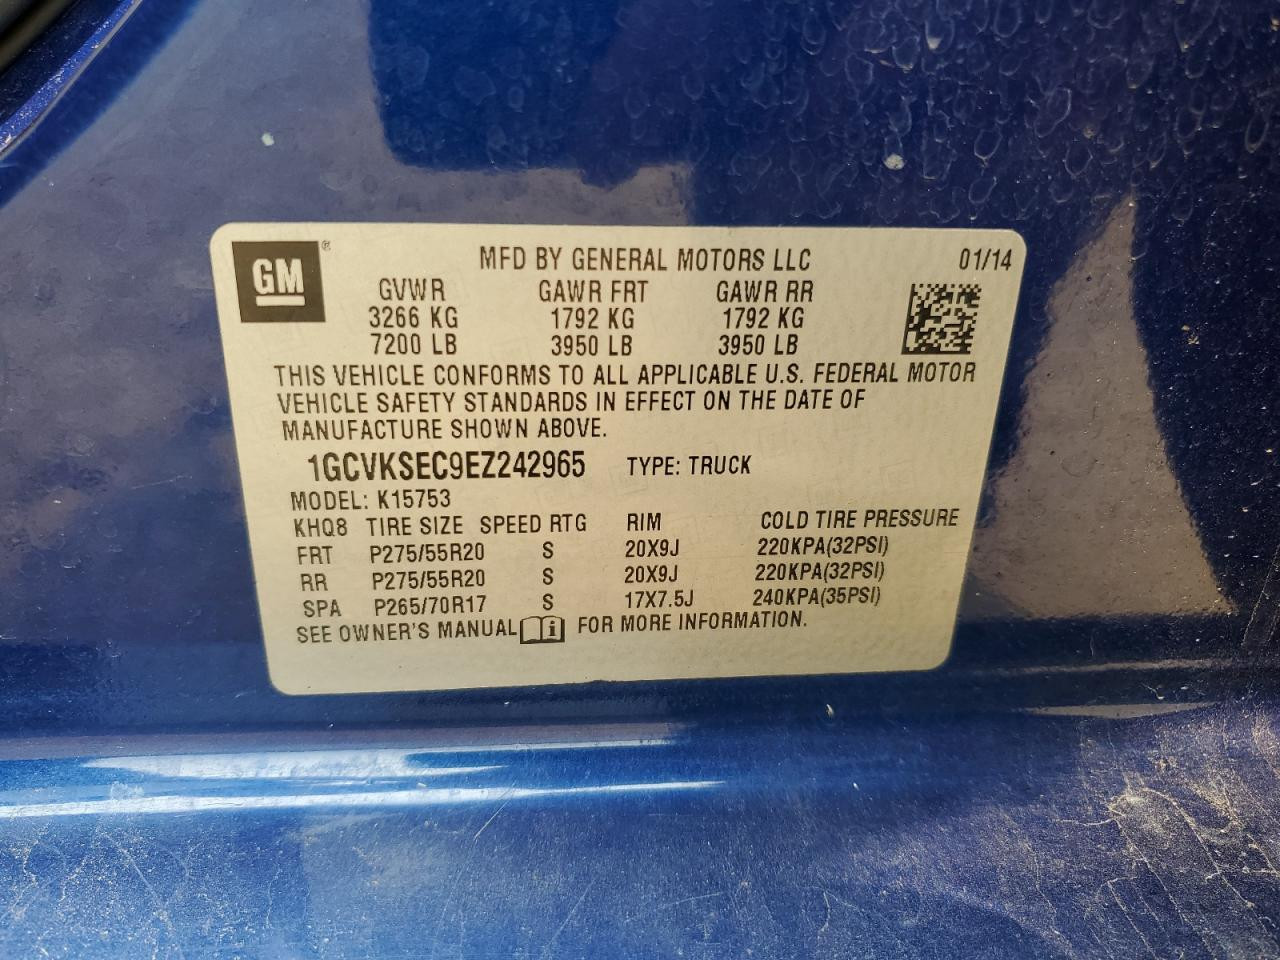 GM ® MFD BY GENERAL MOTORS LLC 01/14
GVWR GAWR FRT GAWR RR
3266 KG 1792 KG 1792 KG
7200 LB 3950 LB 3950 LB
THIS VEHICLE CONFORMS TO ALL APPLICABLE U.S. FEDERAL MOTOR
VEHICLE SAFETY STANDARDS IN EFFECT ON THE DATE OF
MANUFACTURE SHOWN ABOVE.
1GCVKSEC9EZ242965 TYPE: TRUCK
MODEL: K15753
KHQ8 TIRE SIZE SPEED RTG RIM COLD TIRE PRESSURE
FRT P275/55R20 S 20X9J 220KPA(32PSI)
RR P275/55R20 S 20X9J 220KPA(32PSI)
SPA P265/70R17 S 17X7.5J 240KPA(35PSI)
SEE OWNER'S MANUAL FOR MORE INFORMATION.